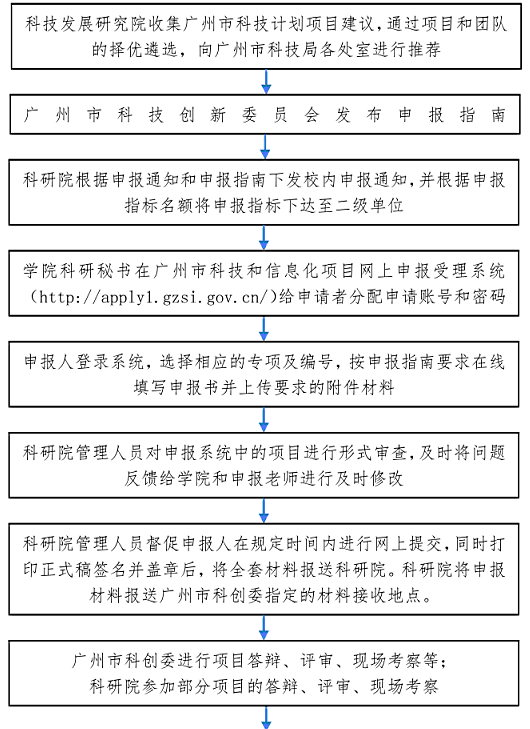 科技发展研究院收集广州市科技计划项目建议，通过项目和团队
的择优遴选，向广州市科技局各处室进行推荐
广州市科技创新委员会发布申报指南
科研院根据申报通知和申报指南下发校内申报通知，并根据申报
指标名额将申报指标下达至二级单位
学院科研秘书在广州市科技和信息化项目网上申报受理系统
（http://apply1.gzsi.gov.cn/)给申请者分配申请账号和密码
申报人登录系统，选择相应的专项及编号，按申报指南要求在线
填写申报书并上传要求的附件材料
科研院管理人员对申报系统中的项目进行形式审查，及时将问题
反馈给学院和申报老师进行及时修改
科研院管理人员督促申报人在规定时间内进行网上提交，同时打
印正式稿签名并盖章后，将全套材料报送科研院。科研院将申报
材料报送广州市科创委指定的材料接收地点。
广州市科创委进行项目答辩、评审、现场考察等；
科研院参加部分项目的答辩、评审、现场考察